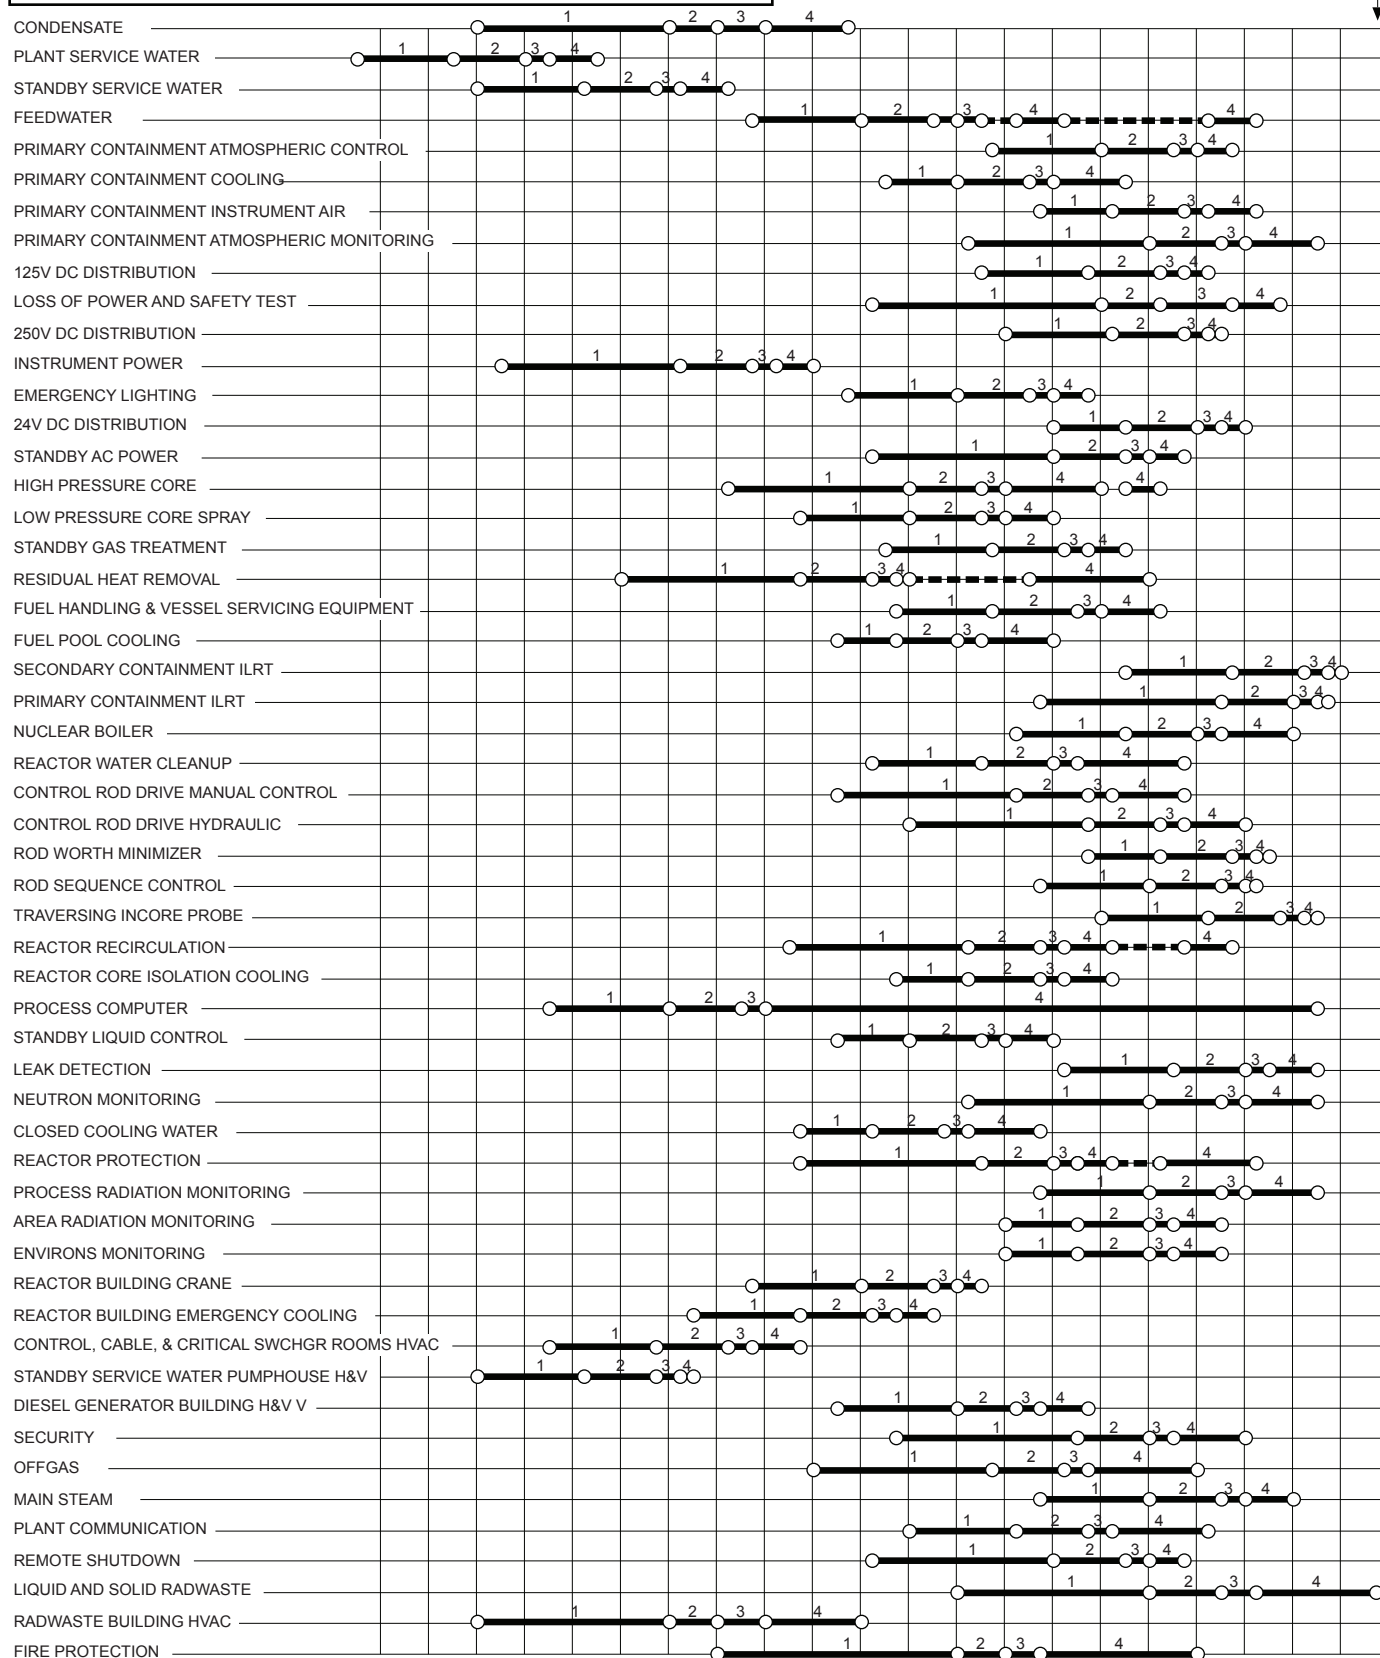 CONDENSATE 1 2 3 4
PLANT SERVICE WATER 1 2 3 4
STANDBY SERVICE WATER 1 2 3 4
FEEDWATER 1 2 3 4 4
PRIMARY CONTAINMENT ATMOSPHERIC CONTROL 1 2 3 4
PRIMARY CONTAINMENT COOLING 1 2 3 4
PRIMARY CONTAINMENT INSTRUMENT AIR 1 2 3 4
PRIMARY CONTAINMENT ATMOSPHERIC MONITORING 1 2 3 4
125V DC DISTRIBUTION 1 2 3 4
LOSS OF POWER AND SAFETY TEST 1 2 3 4
250V DC DISTRIBUTION 1 2 3 4
INSTRUMENT POWER 1 2 3 4
EMERGENCY LIGHTING 1 2 3 4
24V DC DISTRIBUTION 1 2 3 4
STANDBY AC POWER 1 2 3 4
HIGH PRESSURE CORE 1 2 3 4 4
LOW PRESSURE CORE SPRAY 1 2 3 4
STANDBY GAS TREATMENT 1 2 3 4
RESIDUAL HEAT REMOVAL 1 2 3 4 4
FUEL HANDLING & VESSEL SERVICING EQUIPMENT 1 2 3 4
FUEL POOL COOLING 1 2 3 4
SECONDARY CONTAINMENT ILRT 1 2 3 4
PRIMARY CONTAINMENT ILRT 1 2 3 4
NUCLEAR BOILER 1 2 3 4
REACTOR WATER CLEANUP 1 2 3 4
CONTROL ROD DRIVE MANUAL CONTROL 1 2 3 4
CONTROL ROD DRIVE HYDRAULIC 1 2 3 4
ROD WORTH MINIMIZER 1 2 3 4
ROD SEQUENCE CONTROL 1 2 3 4
TRAVERSING INCORE PROBE 1 2 3 4
REACTOR RECIRCULATION 1 2 3 4 4
REACTOR CORE ISOLATION COOLING 1 2 3 4
PROCESS COMPUTER 1 2 3 4
STANDBY LIQUID CONTROL 1 2 3 4
LEAK DETECTION 1 2 3 4
NEUTRON MONITORING 1 2 3 4
CLOSED COOLING WATER 1 2 3 4
REACTOR PROTECTION 1 2 3 4 4
PROCESS RADIATION MONITORING 1 2 3 4
AREA RADIATION MONITORING 1 2 3 4
ENVIRONS MONITORING 1 2 3 4
REACTOR BUILDING CRANE 1 2 3 4
REACTOR BUILDING EMERGENCY COOLING 1 2 3 4
CONTROL, CABLE, & CRITICAL SWCHGR ROOMS HVAC 1 2 3 4
STANDBY SERVICE WATER PUMPHOUSE H&V 1 2 3 4
DIESEL GENERATOR BUILDING H&V V 1 2 3 4
SECURITY 1 2 3 4
OFFGAS 1 2 3 4
MAIN STEAM 1 2 3 4
PLANT COMMUNICATION 1 2 3 4
REMOTE SHUTDOWN 1 2 3 4
LIQUID AND SOLID RADWASTE 1 2 3 4
RADWASTE BUILDING HVAC 1 2 3 4
FIRE PROTECTION 1 2 3 4